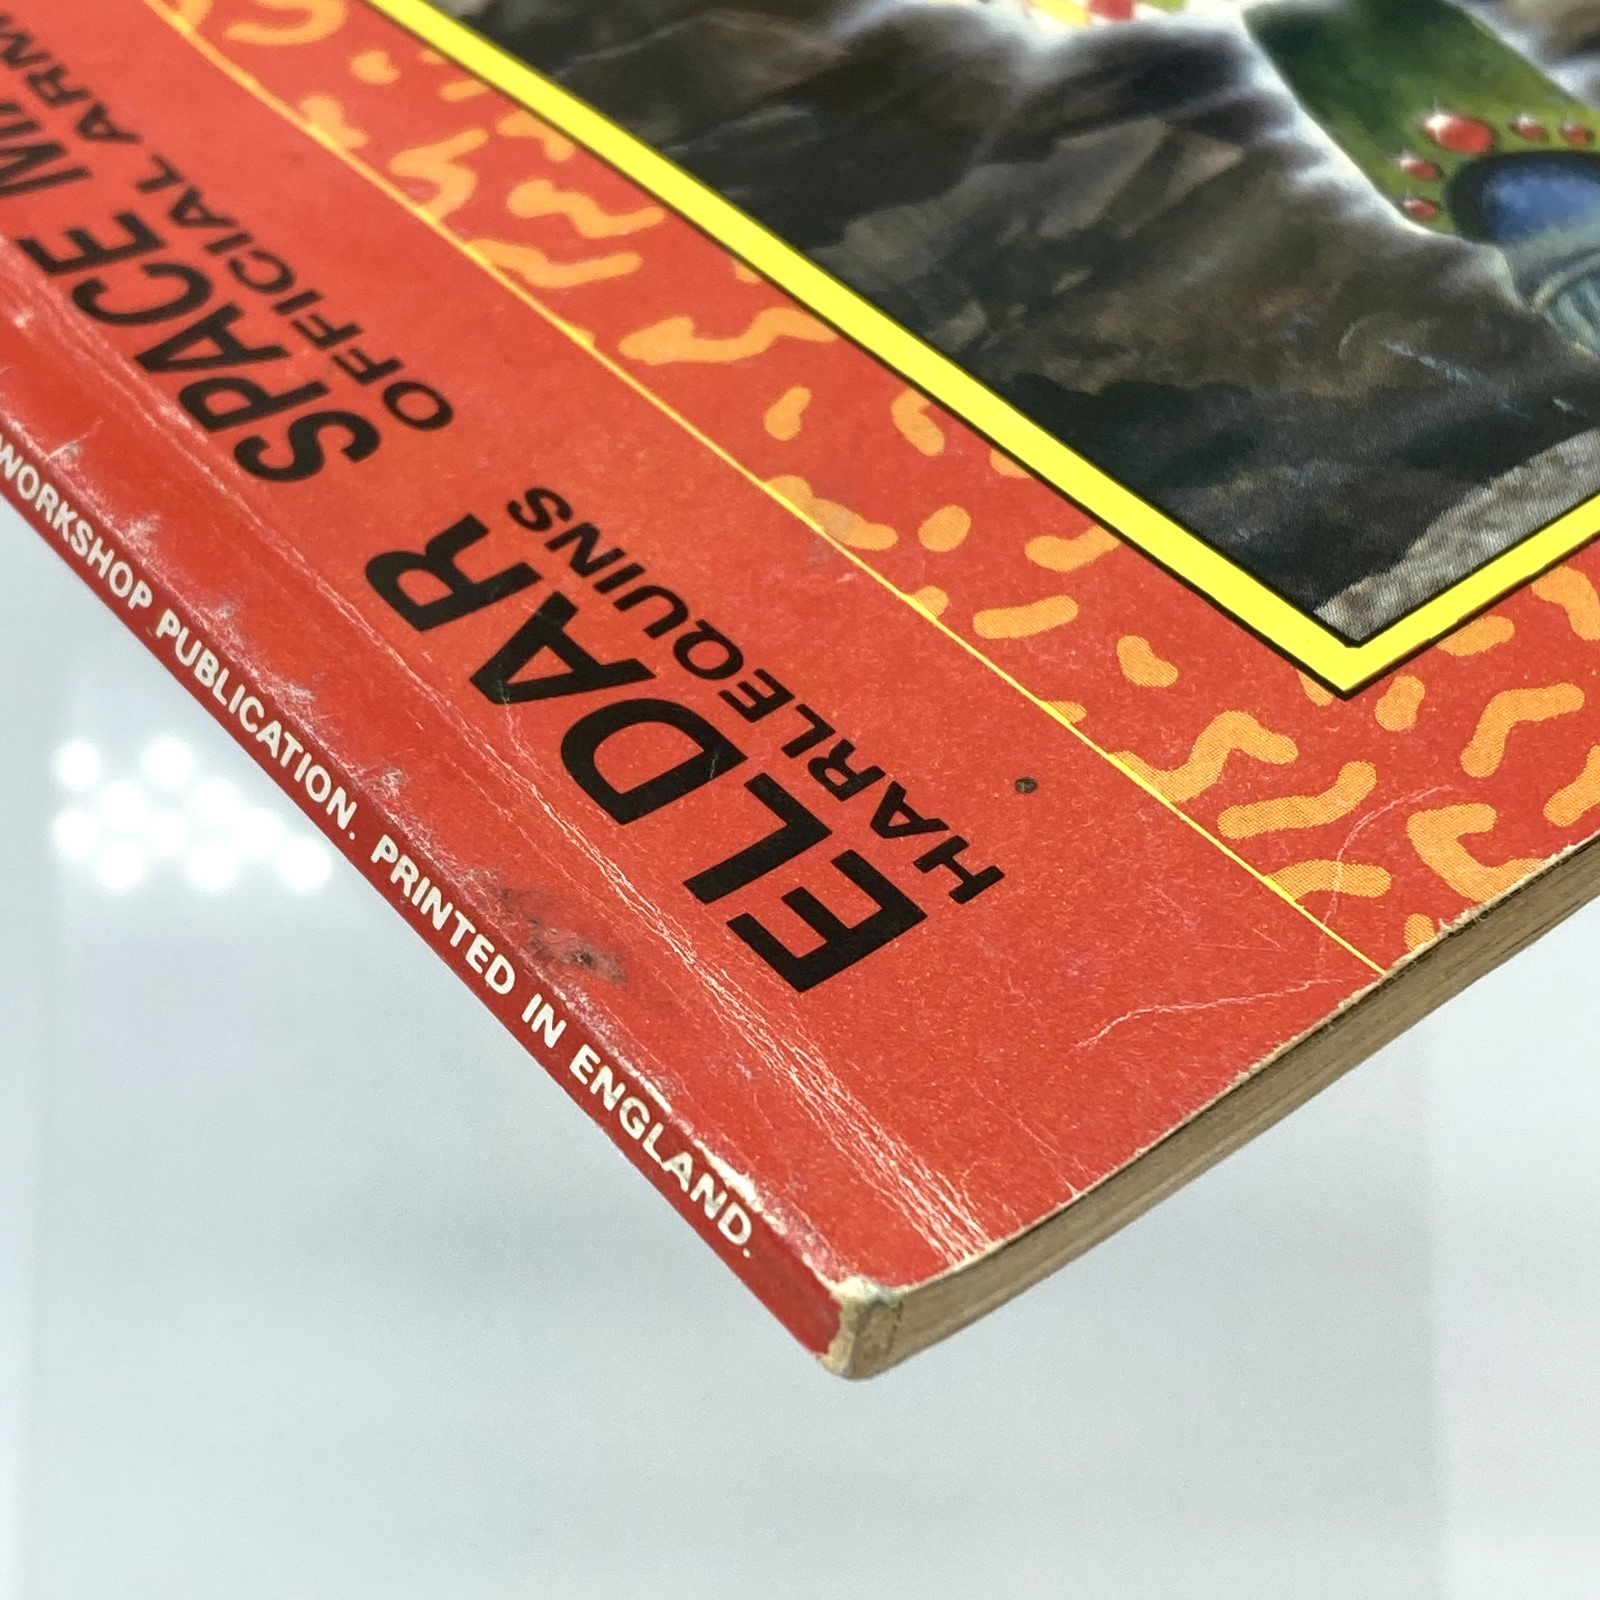 ELDAR
HARLEQUINS
SPACE
OFFICIAL
WORKSHOP PUBLICATION. PRINTED IN ENGLAND.